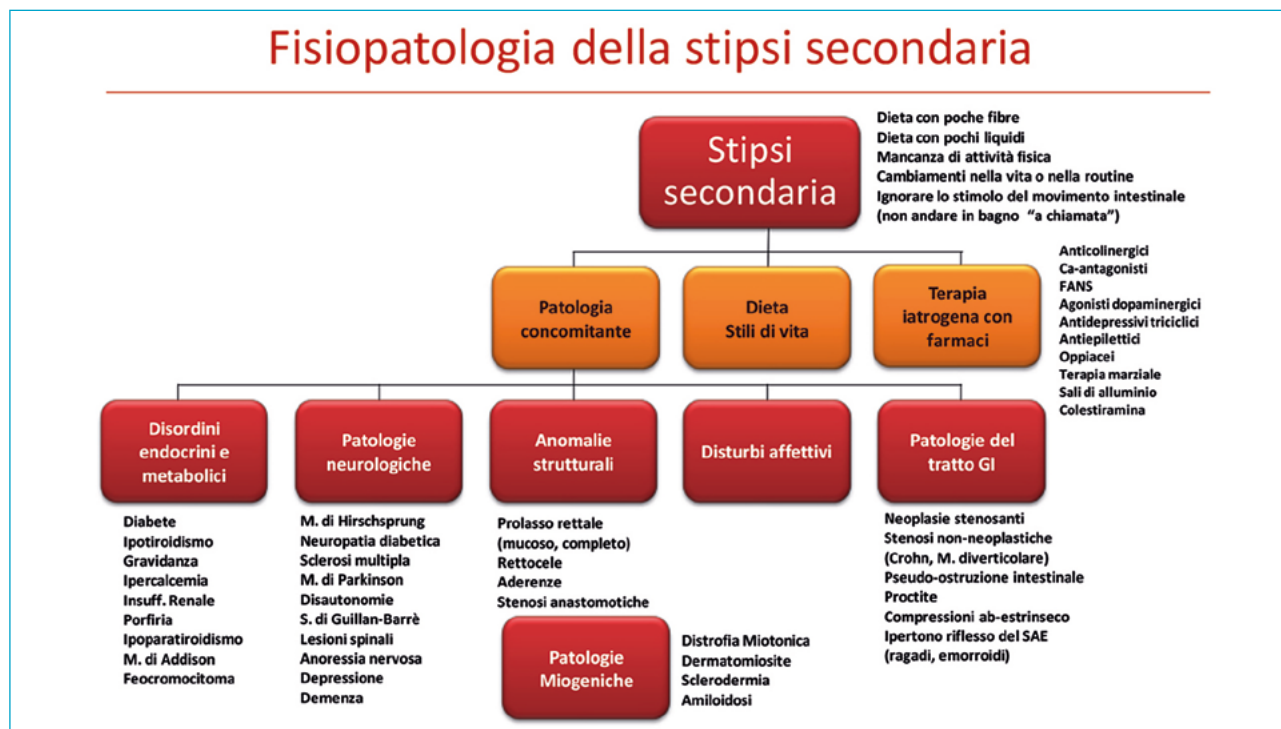 Fisiopatologia della stipsi secondaria
Stipsi
secondaria
Dieta con poche fibre
Dieta con pochi liquidi
Mancanza di attività fisica
Cambiamenti nella vita o nella routine
Ignorare lo stimolo del movimento intestinale
(non andare in bagno “a chiamata”)
Patologia
concomitante
Dieta
Stili di vita
Terapia
iatrogena con
farmaci
Anticolinergici
Ca-antagonisti
FANS
Agonisti dopaminergici
Antidepressivi triciclici
Antiepilettici
Oppiacei
Terapia marziale
Sali di alluminio
Colestiramina
Disordini
endocrini e
metabolici
Diabete
Ipotiroidismo
Gravidanza
Ipercalcemia
Insuff. Renale
Porfiria
Ipoparatiroidismo
M. di Addison
Feocromocitoma
Patologie
neurologiche
M. di Hirschsprung
Neuropatia diabetica
Sclerosi multipla
M. di Parkinson
Disautonomie
S. di Guillan-Barrè
Lesioni spinali
Anoressia nervosa
Depressione
Demenza
Anomalie
strutturali
Prolasso rettale
(mucoso, completo)
Rettocele
Aderenze
Stenosi anastomotiche
Patologie
Miogeniche
Distrofia Miotonica
Dermatomiosite
Sclerodermia
Amiloidosi
Disturbi affettivi
Patologie del
tratto GI
Neoplasie stenosanti
Stenosi non-neoplastiche
(Crohn, M. diverticolare)
Pseudo-ostruzione intestinale
Proctite
Compressioni ab-estrinseco
Ipertono riflesso del SAE
(ragadi, emorroidi)